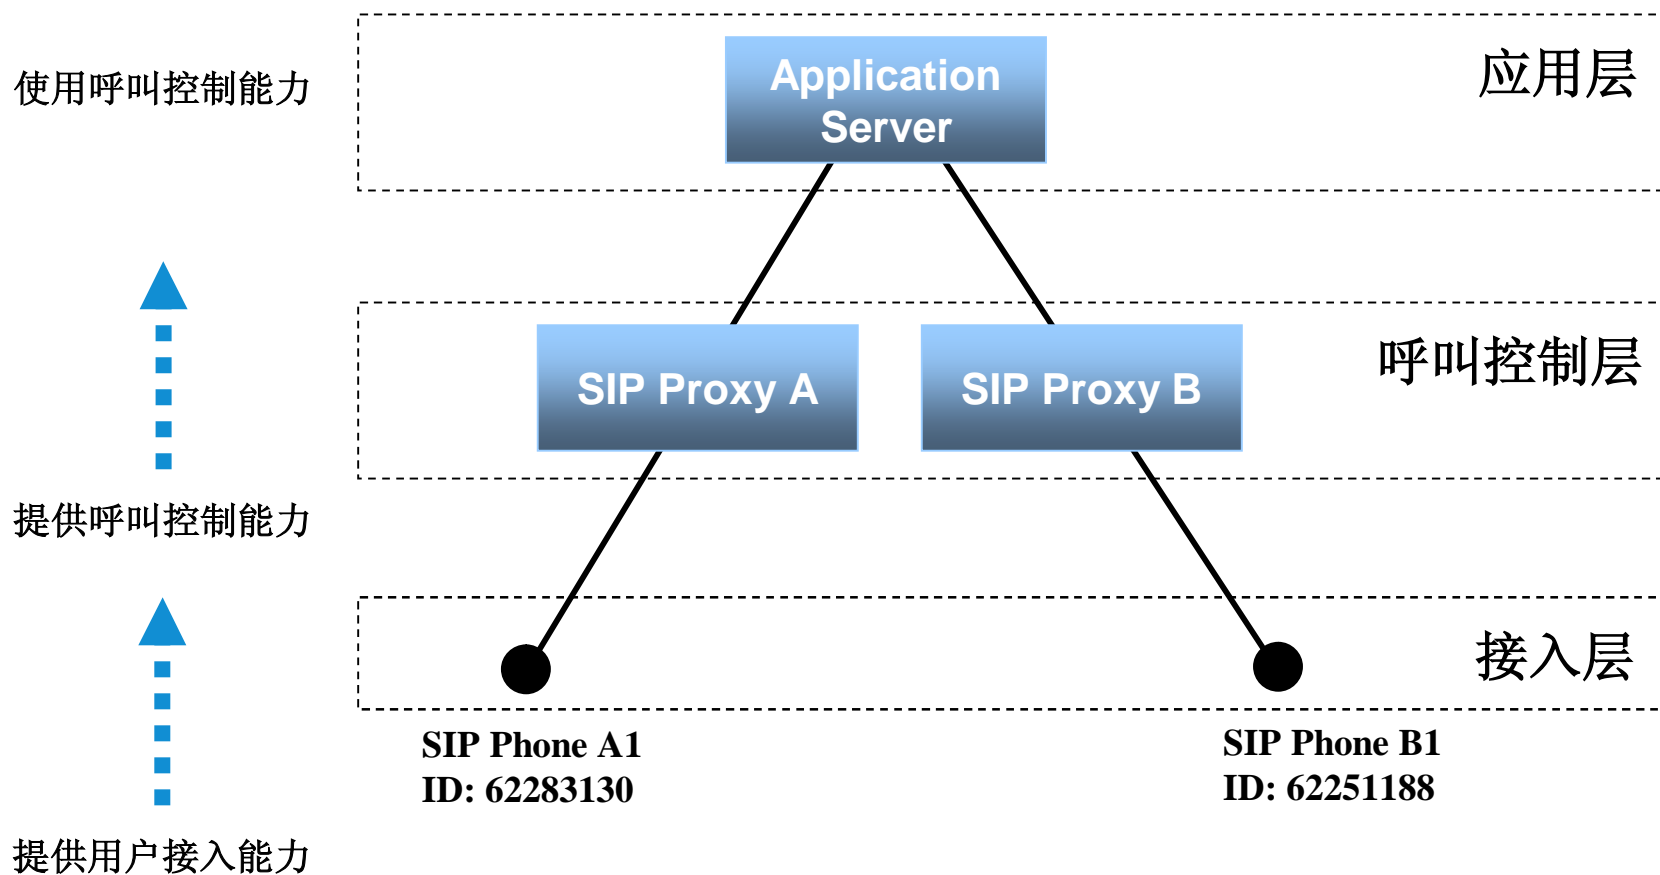 使用呼叫控制能力
Application
Server
应用层
SIP Proxy A
SIP Proxy B
呼叫控制层
提供呼叫控制能力
接入层
SIP Phone A1
ID: 62283130
SIP Phone B1
ID: 62251188
提供用户接入能力